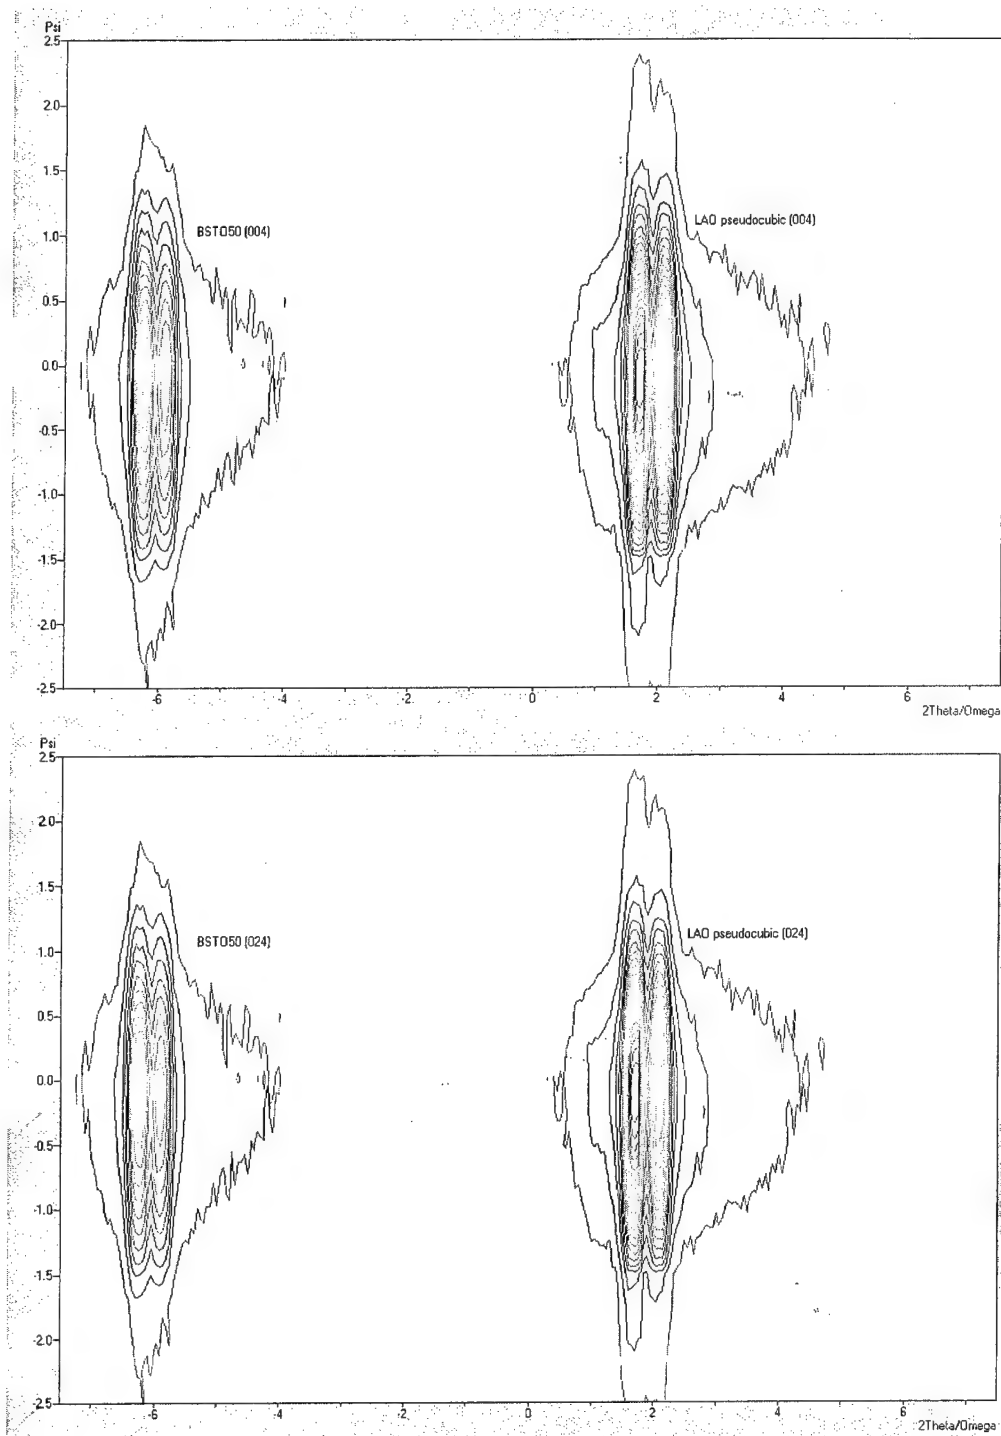 Psi
2.5
2.0
1.5
BSTO50 (004)
LAO pseudocubic (004)
1.0
0.5
0.0
-0.5
-1.0
-1.5
-2.0
-2.5
-6 -4 -2 0 2 4 6
2Theta/Omega
Psi
2.5
2.0
1.5
BSTO50 (024)
LAO pseudocubic (024)
1.0
0.5
0.0
-0.5
-1.0
-1.5
-2.0
-2.5
-6 -4 -2 0 2 4 6
2Theta/Omega